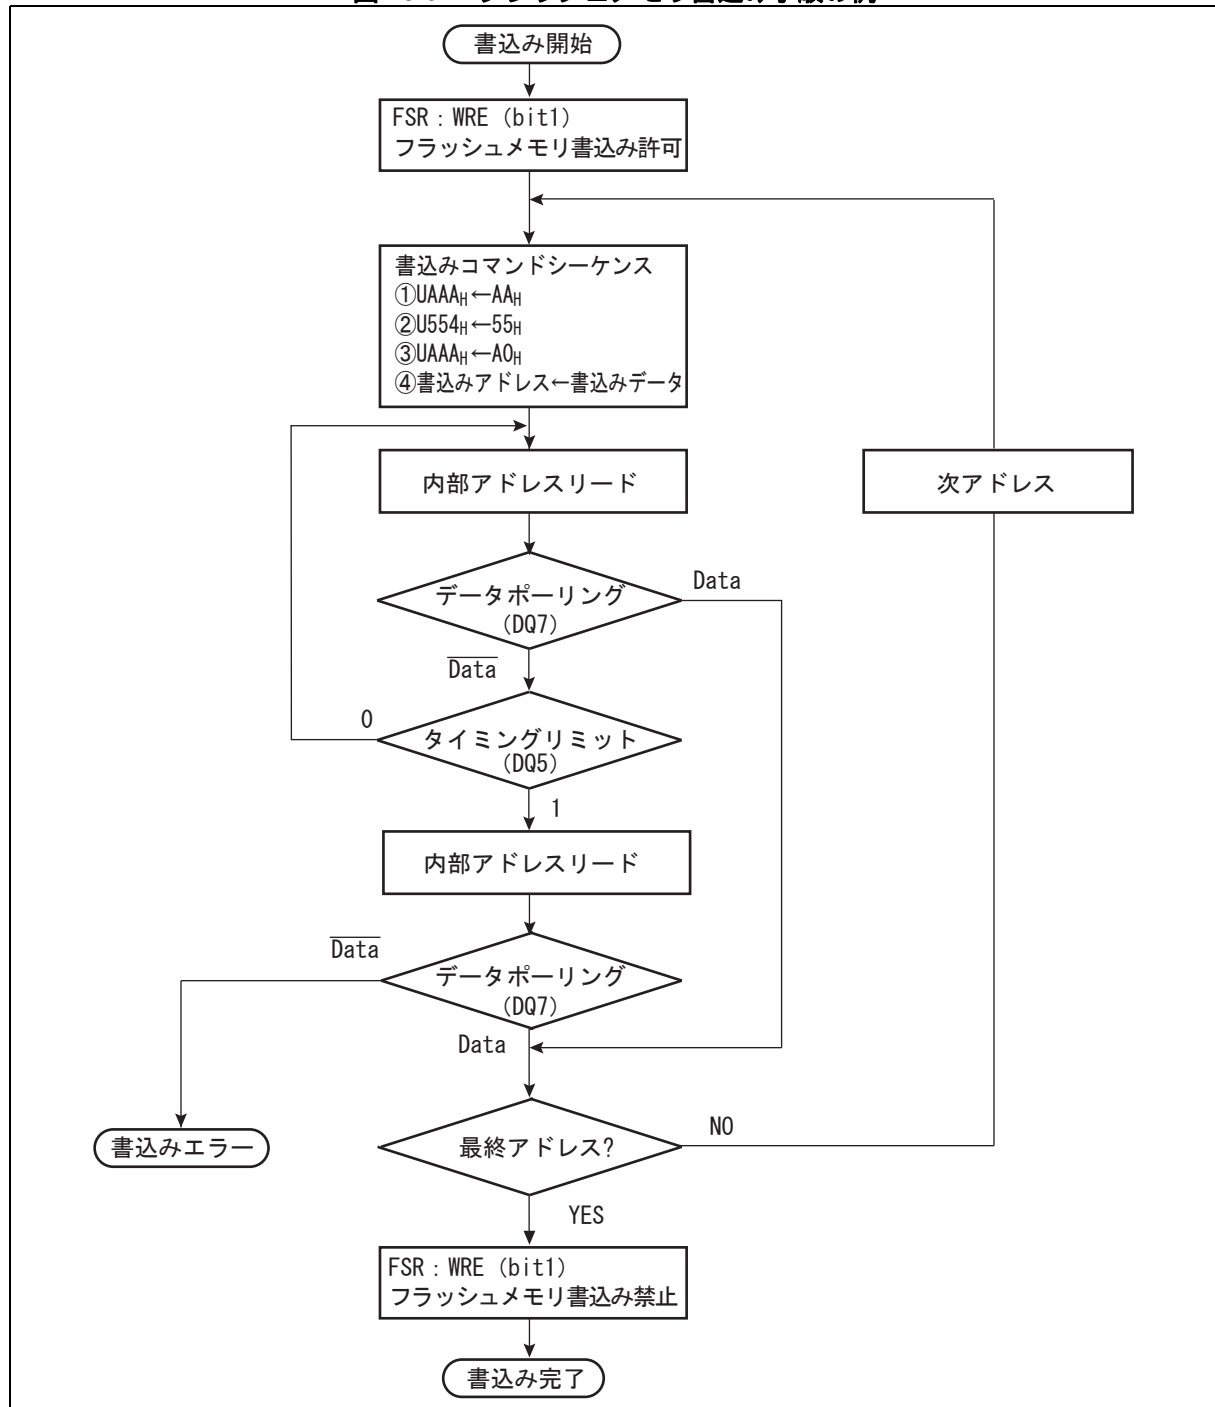 書込み開始
FSR : WRE (bit1)
フラッシュメモリ書込み許可
書込みコマンドシーケンス
①UAAAH←AAH
②U554H←55H
③UAAAH←A0H
④書込みアドレス←書込みデータ
内部アドレスリード
次アドレス
データポーリング
(DQ7)
Data
Data
0
タイミングリミット
(DQ5)
1
内部アドレスリード
Data
データポーリング
(DQ7)
Data
書込みエラー
最終アドレス?
NO
YES
FSR : WRE (bit1)
フラッシュメモリ書込み禁止
書込み完了